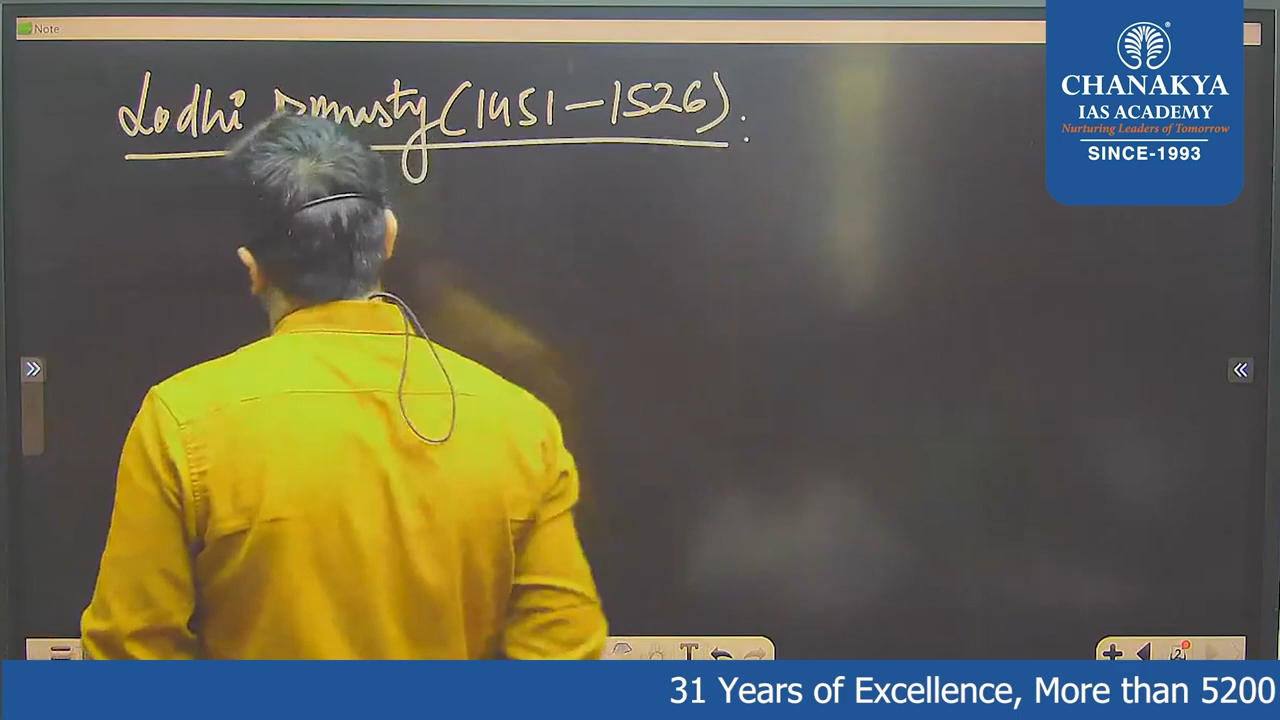 Note
Lodhi Dynasty (1451-1526):
CHANAKYA
IAS ACADEMY
Nurturing Leaders of Tomorrow
SINCE-1993
31 Years of Excellence, More than 5200